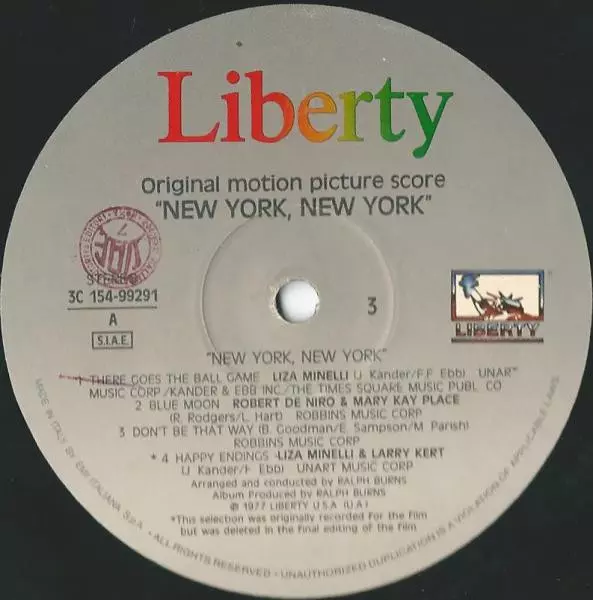 Liberty
Original motion picture score
"NEW YORK, NEW YORK"
STEREO
3C 154-99291
A
S.I.A.E.
3
LIBERTY
"NEW YORK, NEW YORK"
1 THERE GOES THE BALL GAME LIZA MINELLI (J Kander/F.F Ebb) UNART
MUSIC CORP/KANDER & EBB INC/THE TIMES SQUARE MUSIC PUBL CO
2 BLUE MOON ROBERT DE NIRO & MARY KAY PLACE
(R. Rodgers/L. Hart) ROBBINS MUSIC CORP
3 DON'T BE THAT WAY (B. Goodman/E. Sampson/M. Parish)
ROBBINS MUSIC CORP
* 4 HAPPY ENDINGS -LIZA MINELLI & LARRY KERT
(J Kander/F Ebb) UNART MUSIC CORP
Arranged and conducted by RALPH BURNS
Album Produced by RALPH BURNS
℗ 1977 LIBERTY U.S.A (U.A)
*This selection was originally recorded for the film
but was deleted in the final editing of the film
MADE IN ITALY BY EMI ITALIANA S.p.A. - ALL RIGHTS RESERVED - UNAUTHORIZED DUPLICATION IS A VIOLATION OF APPLICABLE LAWS